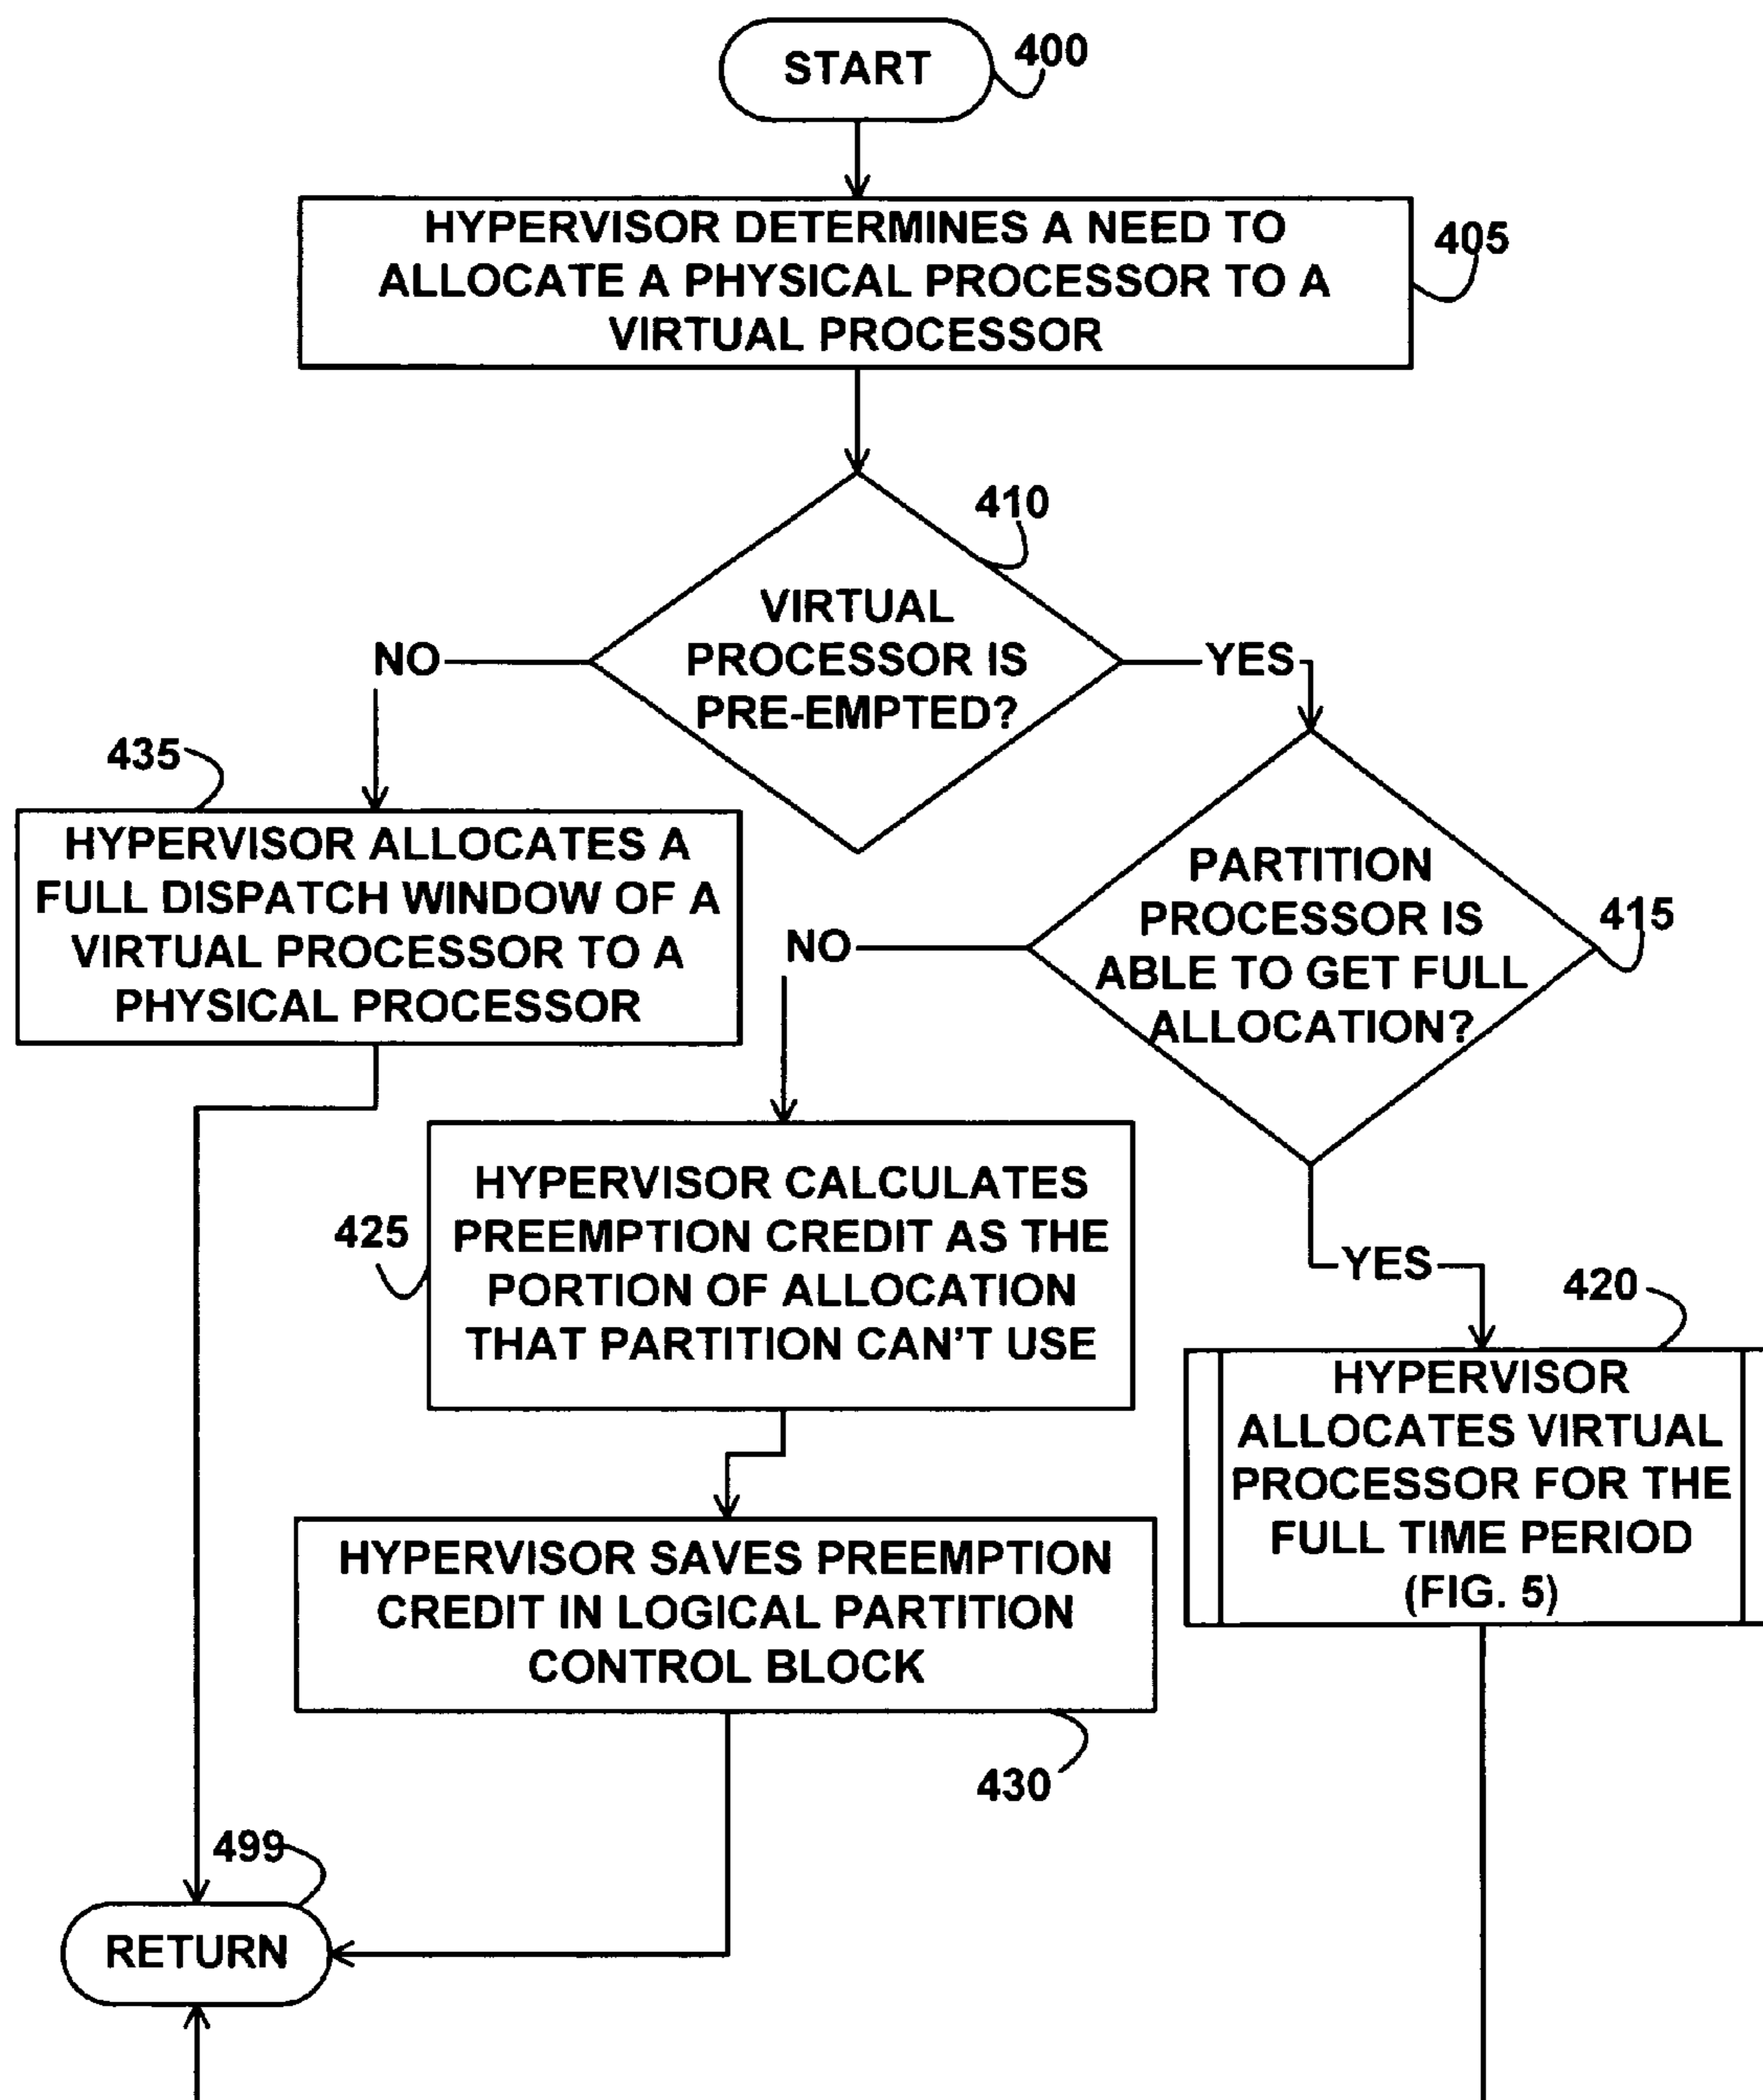 START
400
HYPERVISOR DETERMINES A NEED TO
ALLOCATE A PHYSICAL PROCESSOR TO A
VIRTUAL PROCESSOR
405
410
VIRTUAL
PROCESSOR IS
PRE-EMPTED?
NO
YES
435
HYPERVISOR ALLOCATES A
FULL DISPATCH WINDOW OF A
VIRTUAL PROCESSOR TO A
PHYSICAL PROCESSOR
PARTITION
PROCESSOR IS
ABLE TO GET FULL
ALLOCATION?
415
NO
YES
425
HYPERVISOR CALCULATES
PREEMPTION CREDIT AS THE
PORTION OF ALLOCATION
THAT PARTITION CAN'T USE
420
HYPERVISOR
ALLOCATES VIRTUAL
PROCESSOR FOR THE
FULL TIME PERIOD
(FIG. 5)
HYPERVISOR SAVES PREEMPTION
CREDIT IN LOGICAL PARTITION
CONTROL BLOCK
430
499
RETURN